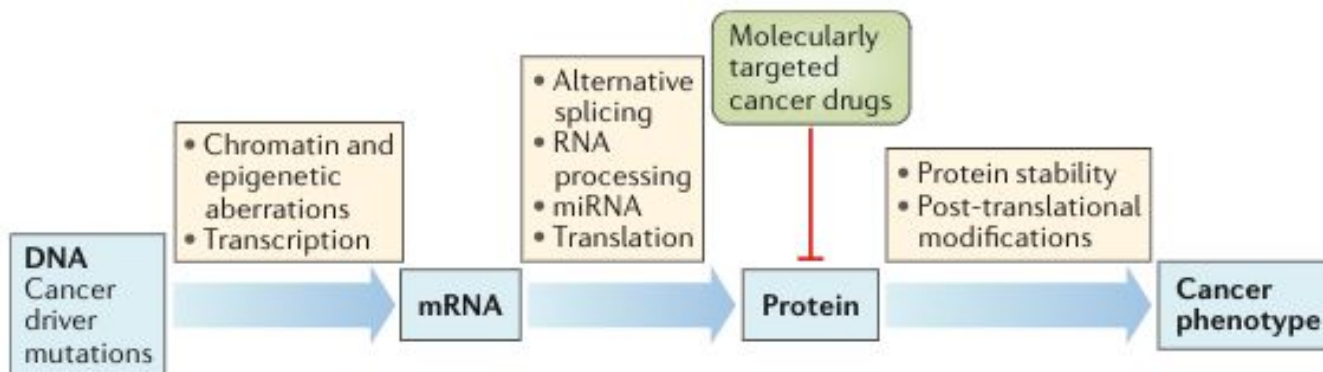 DNA
Cancer
driver
mutations
• Chromatin and
epigenetic
aberrations
• Transcription
mRNA
• Alternative
splicing
• RNA
processing
• miRNA
• Translation
Molecularly
targeted
cancer drugs
Protein
• Protein stability
• Post-translational
modifications
Cancer
phenotype